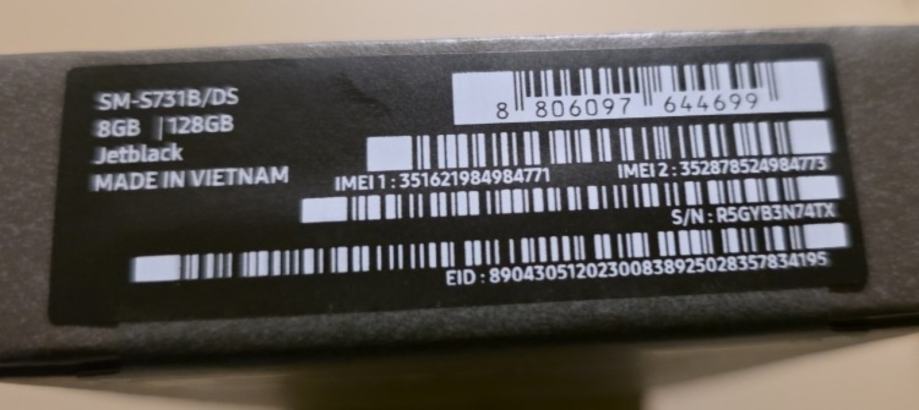 SM-S731B/DS
8GB | 128GB
Jetblack
MADE IN VIETNAM
8 806097 644699
IMEI 1 : 351621984984771
IMEI 2 : 352878524984773
S/N : R5GYB3N74TX
EID : 89043051202300838925028357834195